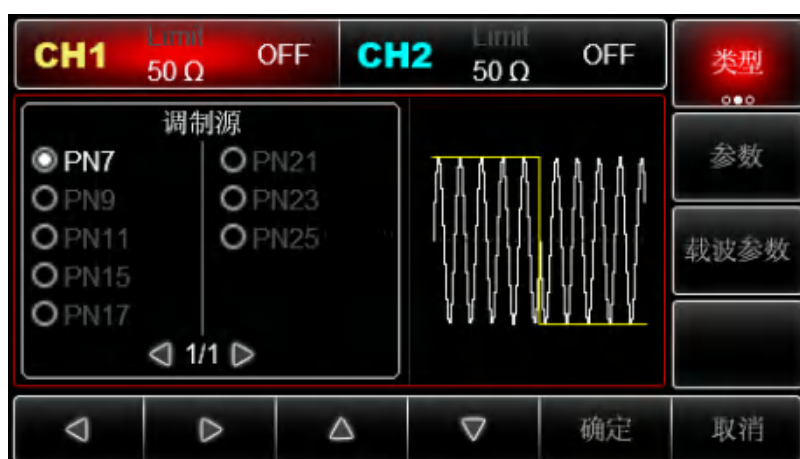 CH1 Limit 50 Ω OFF
CH2 Limit 50 Ω OFF
类型
调制源
PN7
PN9
PN11
PN15
PN17
PN21
PN23
PN25
1/1
参数
载波参数
确定
取消